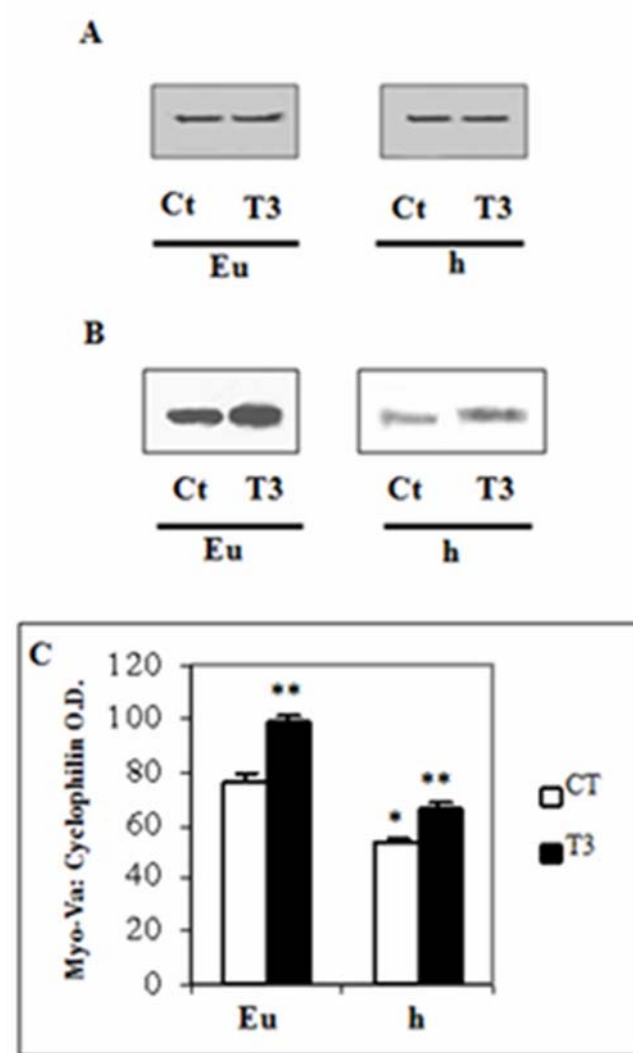 A
Ct T3 Ct T3
Eu h
B
Ct T3 Ct T3
Eu h
C
Myo-Va: Cyclophilin O.D.
120
100
80
60
40
20
0
**
*
**
Eu h
CT
T3